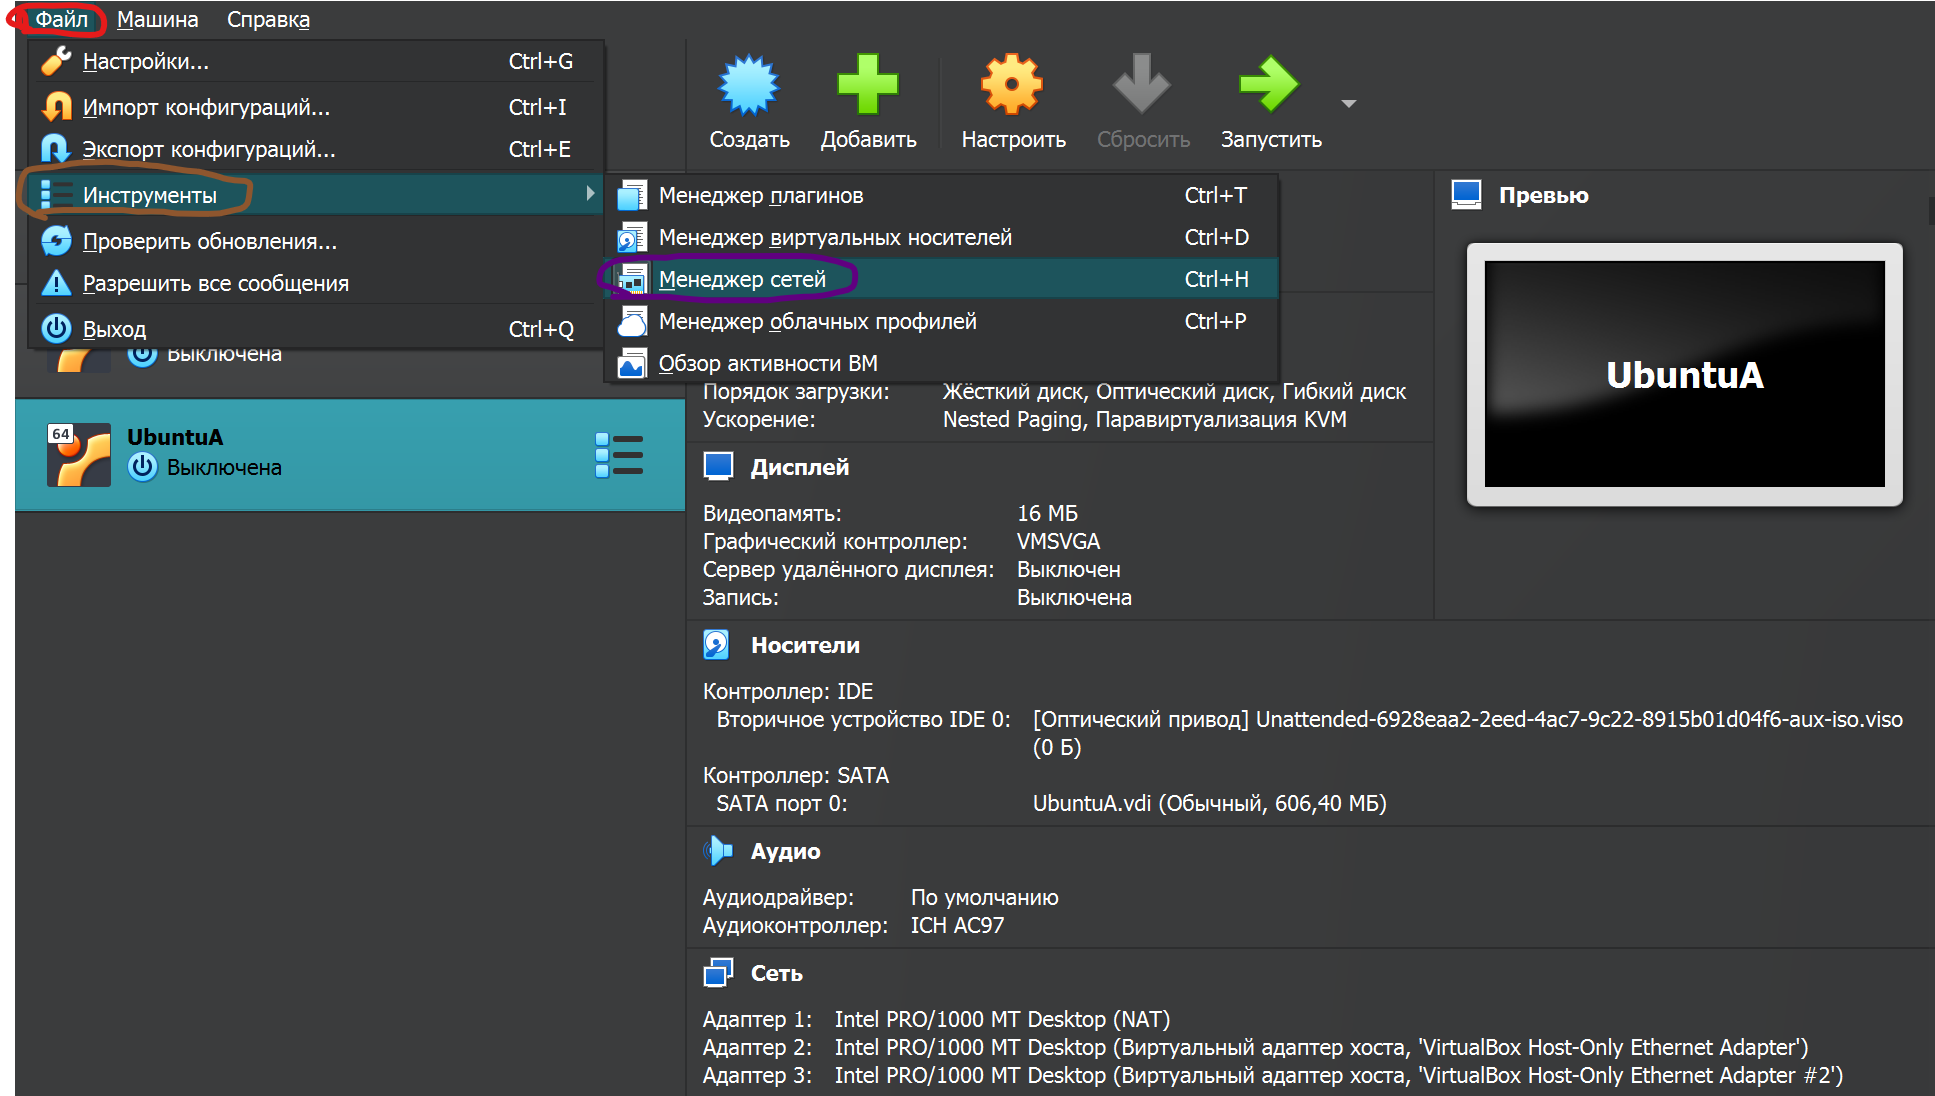 Файл Машина Справка
Настройки... Ctrl+G
Импорт конфигураций... Ctrl+I
Экспорт конфигураций... Ctrl+E
Инструменты
Проверить обновления...
Разрешить все сообщения
Выход Ctrl+Q
Выключена
Создать Добавить Настроить Сбросить Запустить
Менеджер плагинов Ctrl+T
Менеджер виртуальных носителей Ctrl+D
Менеджер сетей Ctrl+H
Менеджер облачных профилей Ctrl+P
Обзор активности ВМ
64 UbuntuA
Выключена
Превью
UbuntuA
Порядок загрузки: Жёсткий диск, Оптический диск, Гибкий диск
Ускорение: Nested Paging, Паравиртуализация KVM
Дисплей
Видеопамять: 16 МБ
Графический контроллер: VMSVGA
Сервер удалённого дисплея: Выключен
Запись: Выключена
Носители
Контроллер: IDE
Вторичное устройство IDE 0: [Оптический привод] Unattended-6928eaa2-2eed-4ac7-9c22-8915b01d04f6-aux-iso.viso
(0 Б)
Контроллер: SATA
SATA порт 0: UbuntuA.vdi (Обычный, 606,40 МБ)
Аудио
Аудиодрайвер: По умолчанию
Аудиоконтроллер: ICH AC97
Сеть
Адаптер 1: Intel PRO/1000 MT Desktop (NAT)
Адаптер 2: Intel PRO/1000 MT Desktop (Виртуальный адаптер хоста, 'VirtualBox Host-Only Ethernet Adapter')
Адаптер 3: Intel PRO/1000 MT Desktop (Виртуальный адаптер хоста, 'VirtualBox Host-Only Ethernet Adapter #2')